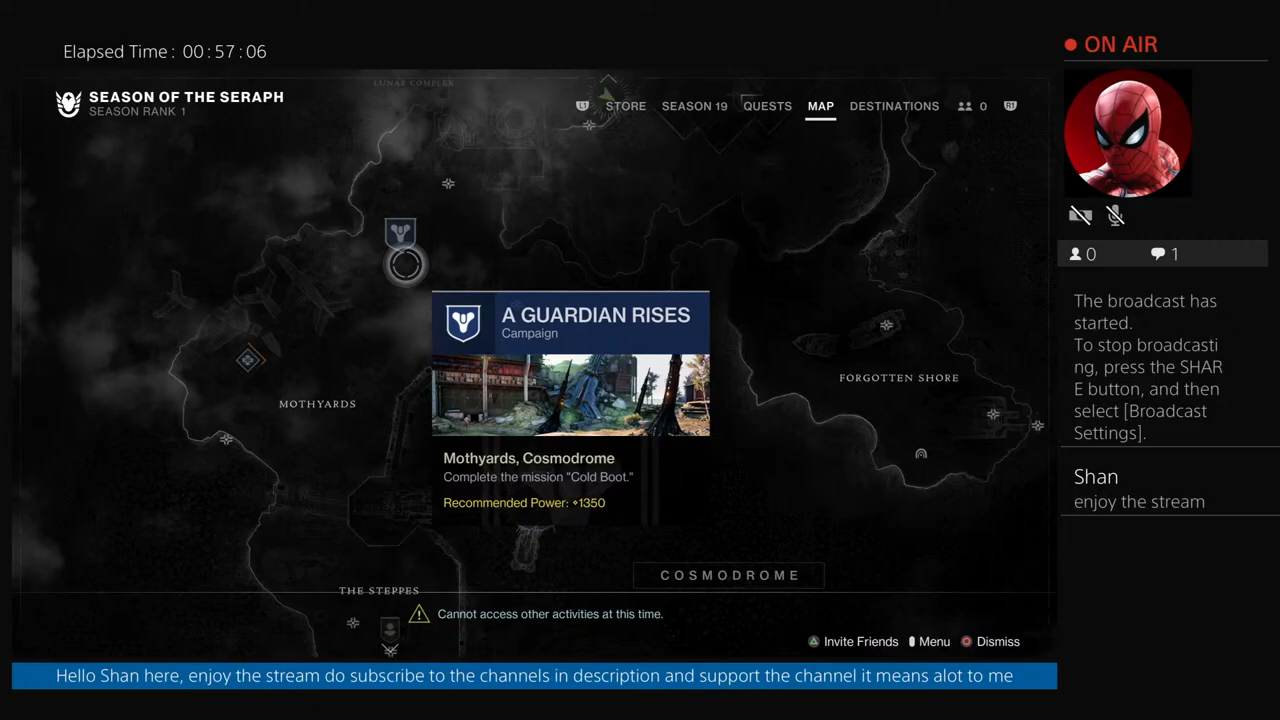 Elapsed Time: 00:57:06
ON AIR
LUNAR COMPLEX
SEASON OF THE SERAPH
SEASON RANK 1
L1 STORE SEASON 19 QUESTS MAP DESTINATIONS 0 R1
0 1
A GUARDIAN RISES
Campaign
The broadcast has
started.
To stop broadcasti
ng, press the SHAR
E button, and then
select [Broadcast
Settings].
FORGOTTEN SHORE
MOTHYARDS
Mothyards, Cosmodrome
Complete the mission "Cold Boot."
Recommended Power: 1350
Shan
enjoy the stream
COSMODROME
THE STEPPES
Cannot access other activities at this time.
Invite Friends Menu Dismiss
Hello Shan here, enjoy the stream do subscribe to the channels in description and support the channel it means alot to me